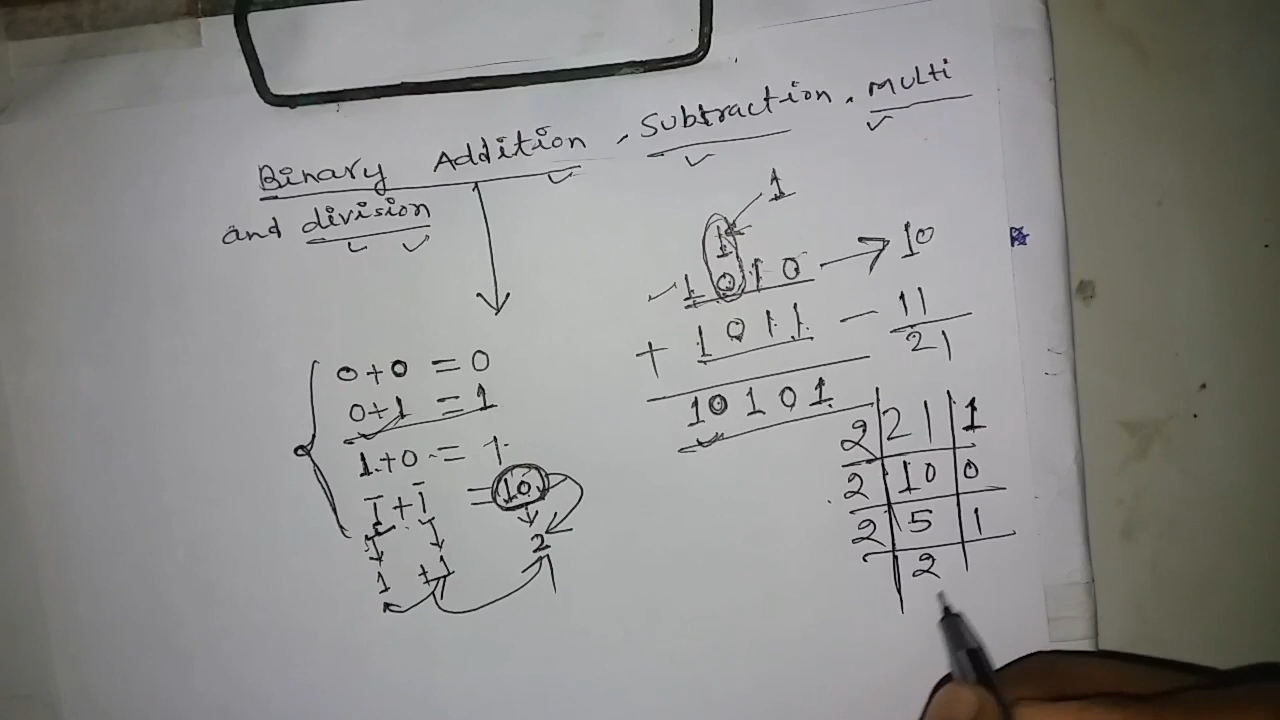 Binary Addition, Subtraction, Multi
and division
0+0 = 0
0+1 = 1
1+0 = 1
1+1 = 10
1 +1 2
1
1
1010 → 10
+ 1011 - 11
21
10101
2 21 1
2 10 0
2 5 1
2